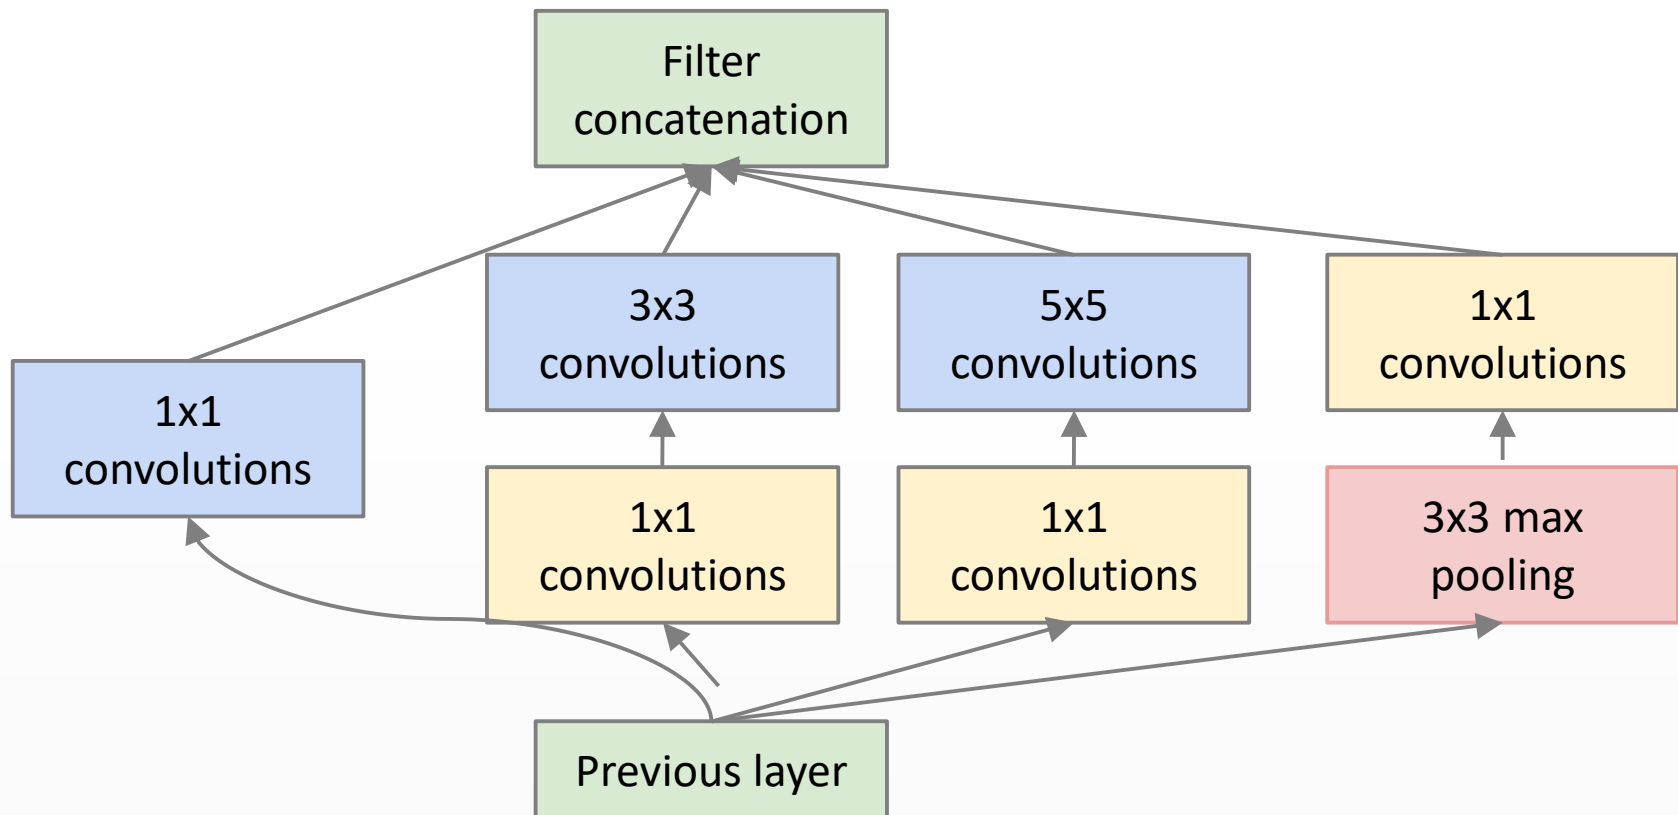 Filter
concatenation
3x3
convolutions
5x5
convolutions
1x1
convolutions
1x1
convolutions
1x1
convolutions
1x1
convolutions
3x3 max
pooling
Previous layer